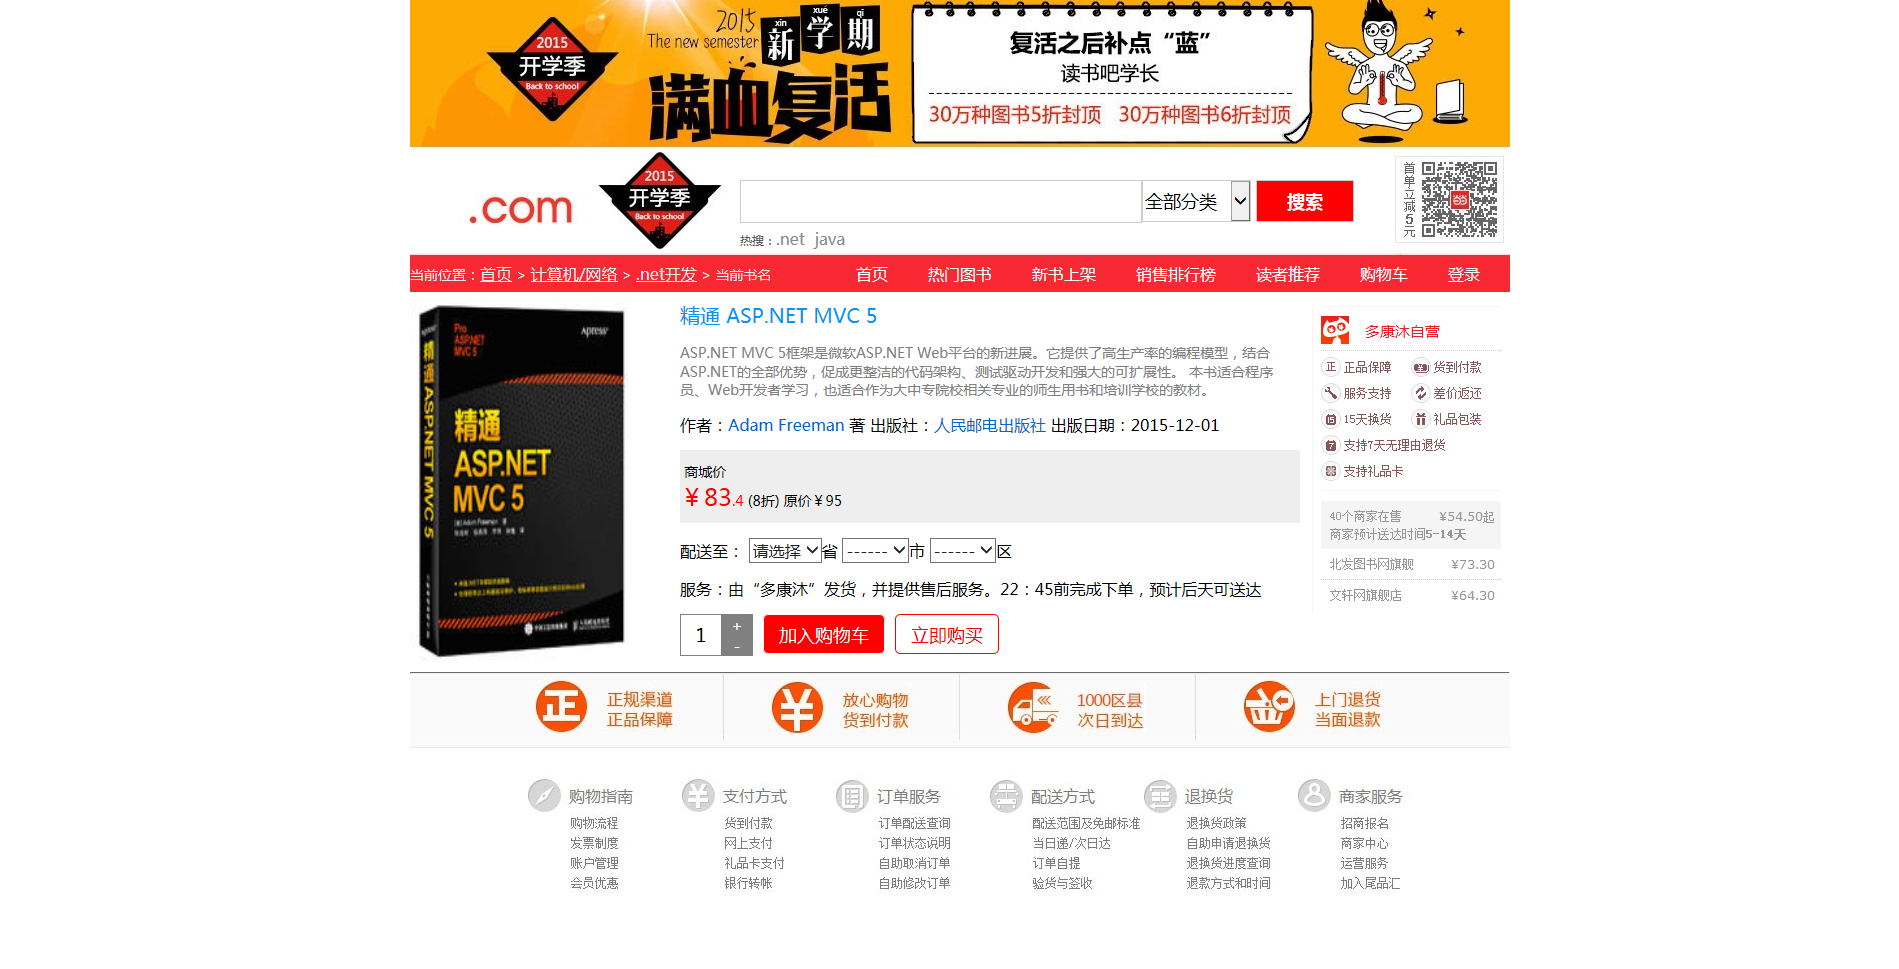 2015
开学季
Back to school
2015
The new semester
xīn xué qī
新学期
满血复活
复活之后补点“蓝”
读书吧学长
30万种图书5折封顶 30万种图书6折封顶
.com
2015
开学季
Back to school
全部分类
搜索
热搜：.net java
首单立减5元
当当
当前位置：首页 > 计算机/网络 > .net开发 > 当前书名
首页 热门图书 新书上架 销售排行榜 读者推荐 购物车 登录
Pro
ASP.NET
MVC 5
Apress®
精通 ASP.NET MVC 5
精通
ASP.NET
MVC 5
[美] Adam Freeman 著
精通 ASP.NET MVC 5
ASP.NET MVC 5框架是微软ASP.NET Web平台的新进展。它提供了高生产率的编程模型，结合
ASP.NET的全部优势，促成更整洁的代码架构、测试驱动开发和强大的可扩展性。 本书适合程序
员、Web开发者学习，也适合作为大中专院校相关专业的师生用书和培训学校的教材。
作者：Adam Freeman 著 出版社：人民邮电出版社 出版日期：2015-12-01
商城价
￥83.4 (8折) 原价￥95
配送至： 请选择 省 ------ 市 ------ 区
服务：由“多康沐”发货，并提供售后服务。22：45前完成下单，预计后天可送达
1 + -
加入购物车 立即购买
多康沐自营
正 正品保障 货到付款
服务支持 差价返还
15 15天换货 礼品包装
7 支持7天无理由退货
支持礼品卡
40个商家在售 ¥54.50起
商家预计送达时间5-14天
北发图书网旗舰 ¥73.30
文轩网旗舰店 ¥64.30
正 正规渠道
正品保障
¥ 放心购物
货到付款
1000区县
次日到达
上门退货
当面退款
购物指南
购物流程
发票制度
账户管理
会员优惠
支付方式
货到付款
网上支付
礼品卡支付
银行转帐
订单服务
订单配送查询
订单状态说明
自助取消订单
自助修改订单
配送方式
配送范围及免邮标准
当日递/次日达
订单自提
验货与签收
退换货
退换货政策
自助申请退换货
退换货进度查询
退款方式和时间
商家服务
招商报名
商家中心
运营服务
加入尾品汇